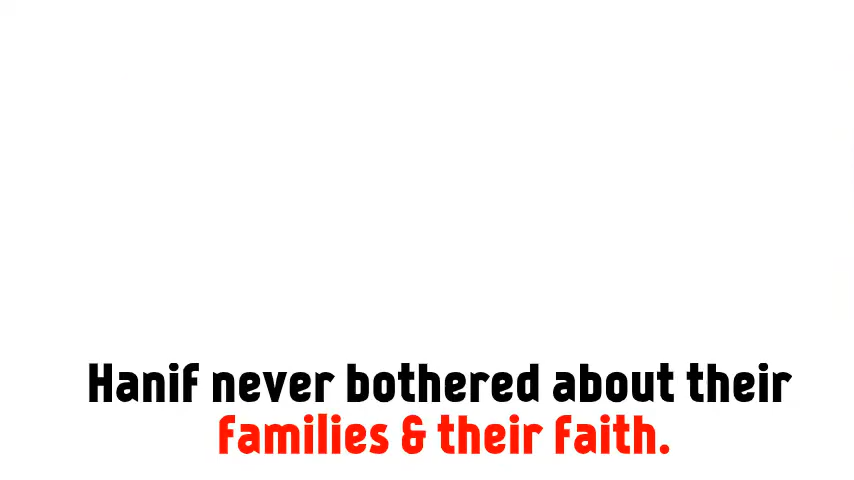 Hanif never bothered about their
families & their faith.